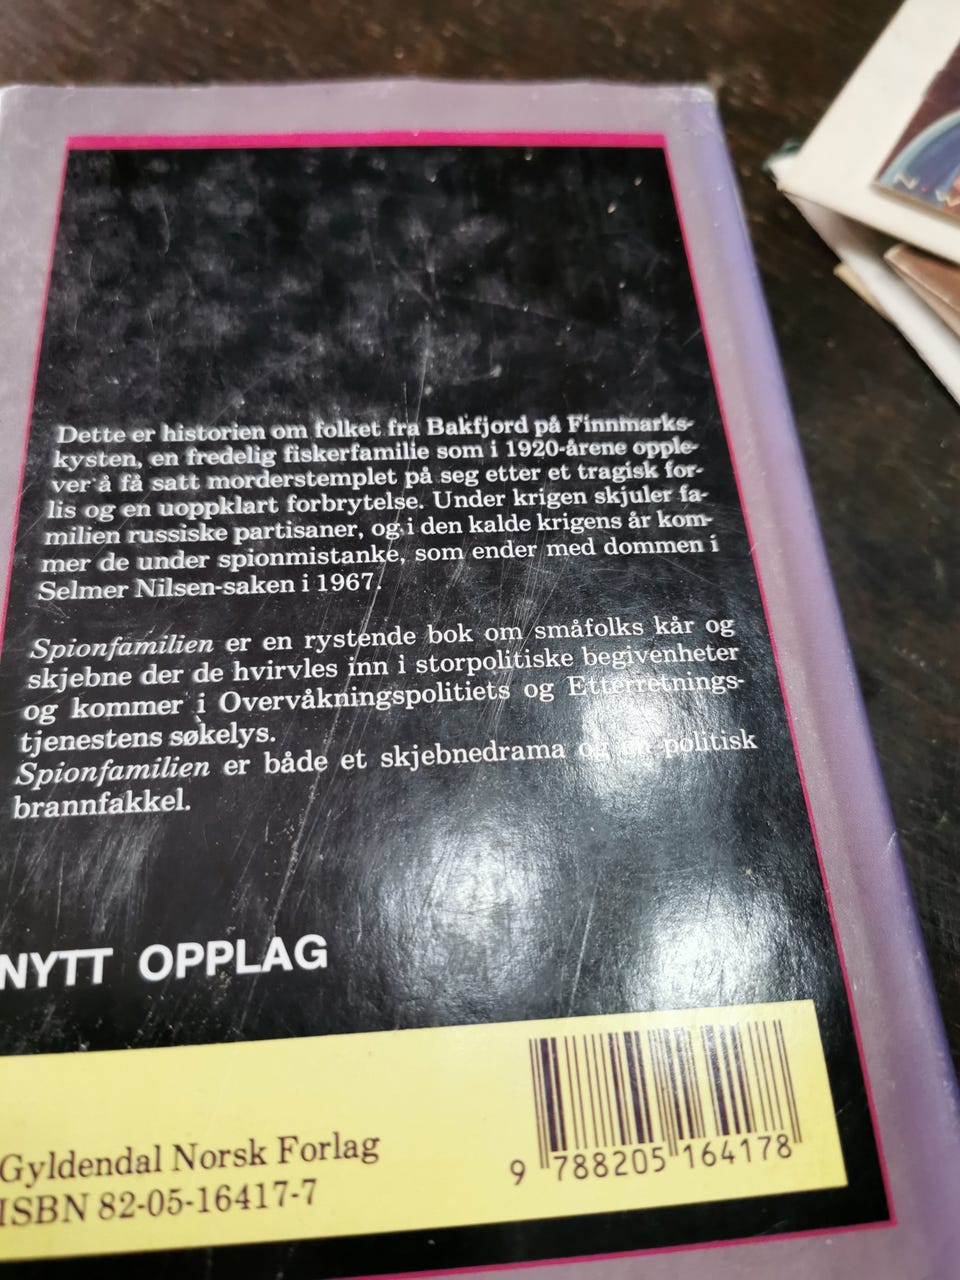 Dette er historien om folket fra Bakfjord på Finnmarks-
kysten, en fredelig fiskerfamilie som i 1920-årene opple-
ver å få satt morderstemplet på seg etter et tragisk for-
lis og en uoppklart forbrytelse. Under krigen skjuler fa-
milien russiske partisaner, og i den kalde krigens år kom-
mer de under spionmistanke, som ender med dommen i
Selmer Nilsen-saken i 1967.
Spionfamilien er en rystende bok om småfolks kår og
skjebne der de hvirvles inn i storpolitiske begivenheter
og kommer i Overvåkningspolitiets og Etterretnings-
tjenestens søkelys.
Spionfamilien er både et skjebnedrama og en politisk
brannfakkel.
NYTT OPPLAG
Gyldendal Norsk Forlag
ISBN 82-05-16417-7
9 788205 164178